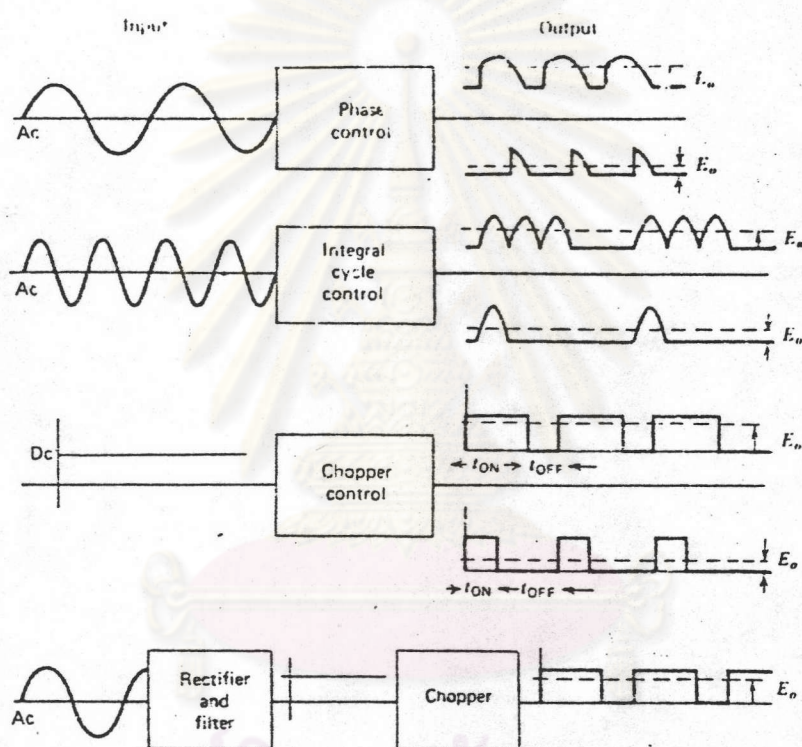 Input Output
Ac
Phase
control
E_o
E_o
Ac
Integral
cycle
control
E_o
E_o
Dc
Chopper
control
E_o
t_ON t_OFF
E_o
t_ON t_OFF
Ac
Rectifier
and
filter
Chopper
E_o